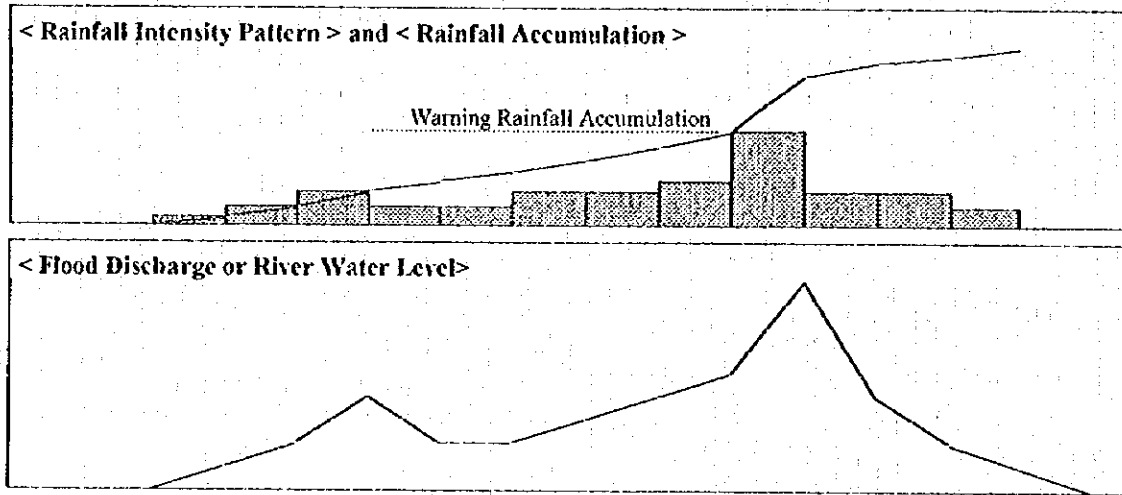 < Rainfall Intensity Pattern > and < Rainfall Accumulation >
Warning Rainfall Accumulation
< Flood Discharge or River Water Level>